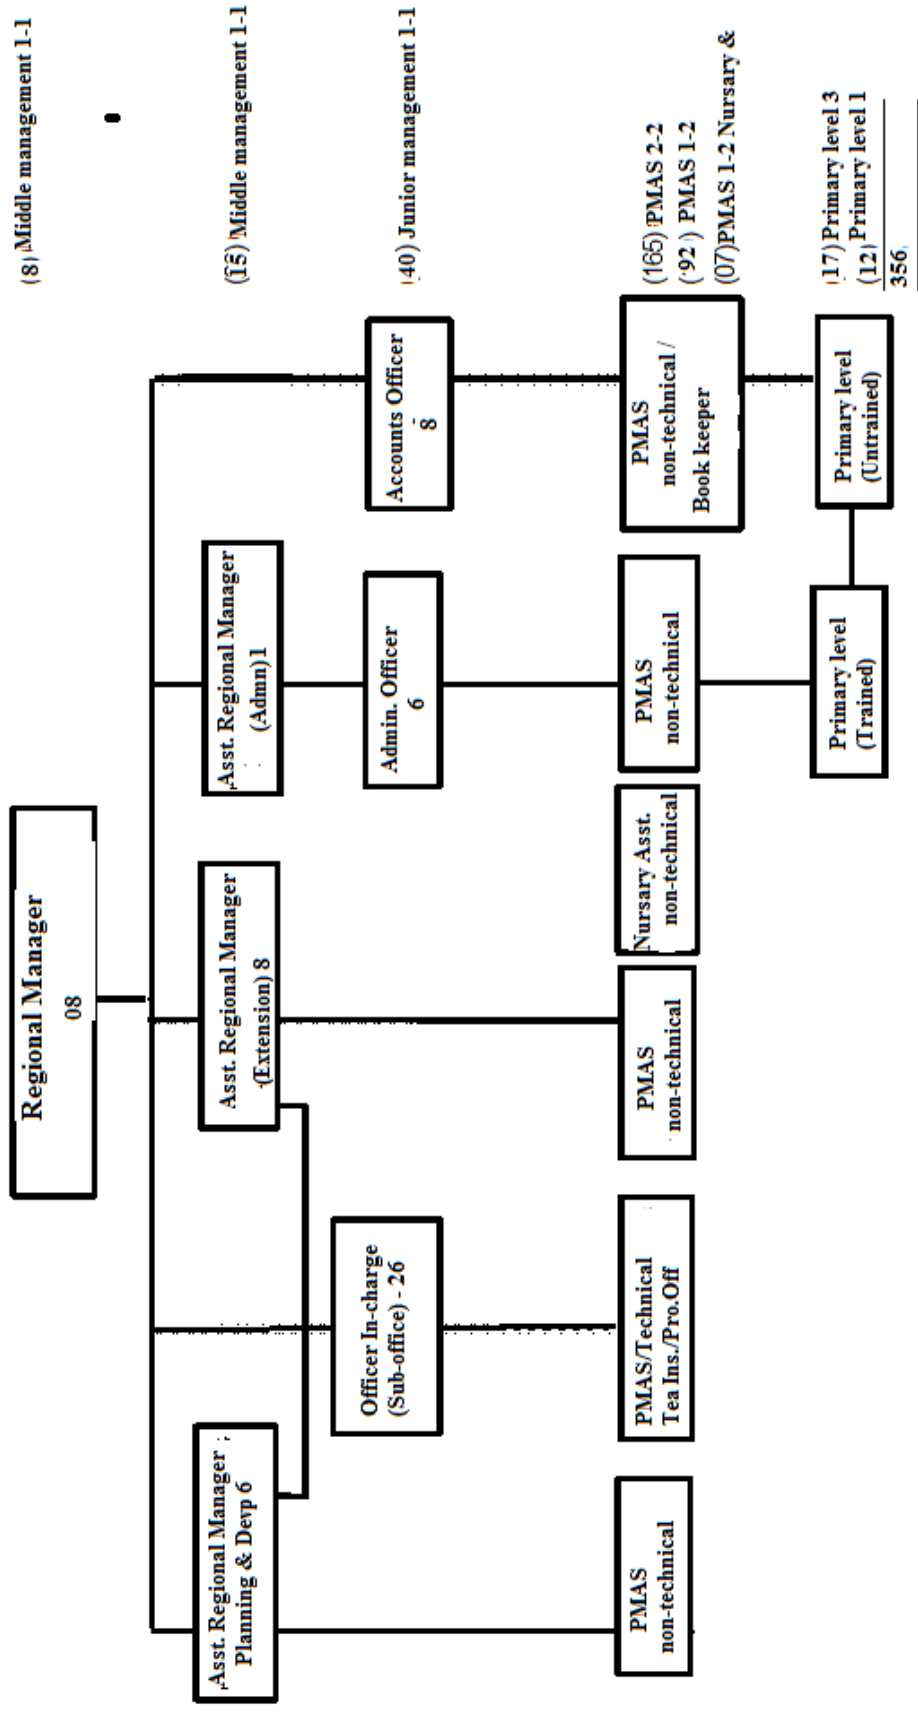 Regional Manager
08
(8) Middle management 1-1
Asst. Regional Manager
Planning & Devp 6
Asst. Regional Manager
(Extension) 8
Asst. Regional Manager
(Admn)1
(15) Middle management 1-1
Officer In-charge
(Sub-office) - 26
Admin. Officer
6
Accounts Officer
8
(40) Junior management 1-1
PMAS
non-technical
PMAS/Technical
Tea Ins./Pro.Off
PMAS
non-technical
Nursary Asst.
non-technical
PMAS
non-technical
PMAS
non-technical /
Book keeper
(165) PMAS 2-2
(92) PMAS 1-2
(07)PMAS 1-2 Nursary &
Primary level
(Trained)
Primary level
(Untrained)
(17) Primary level 3
(12) Primary level 1
356